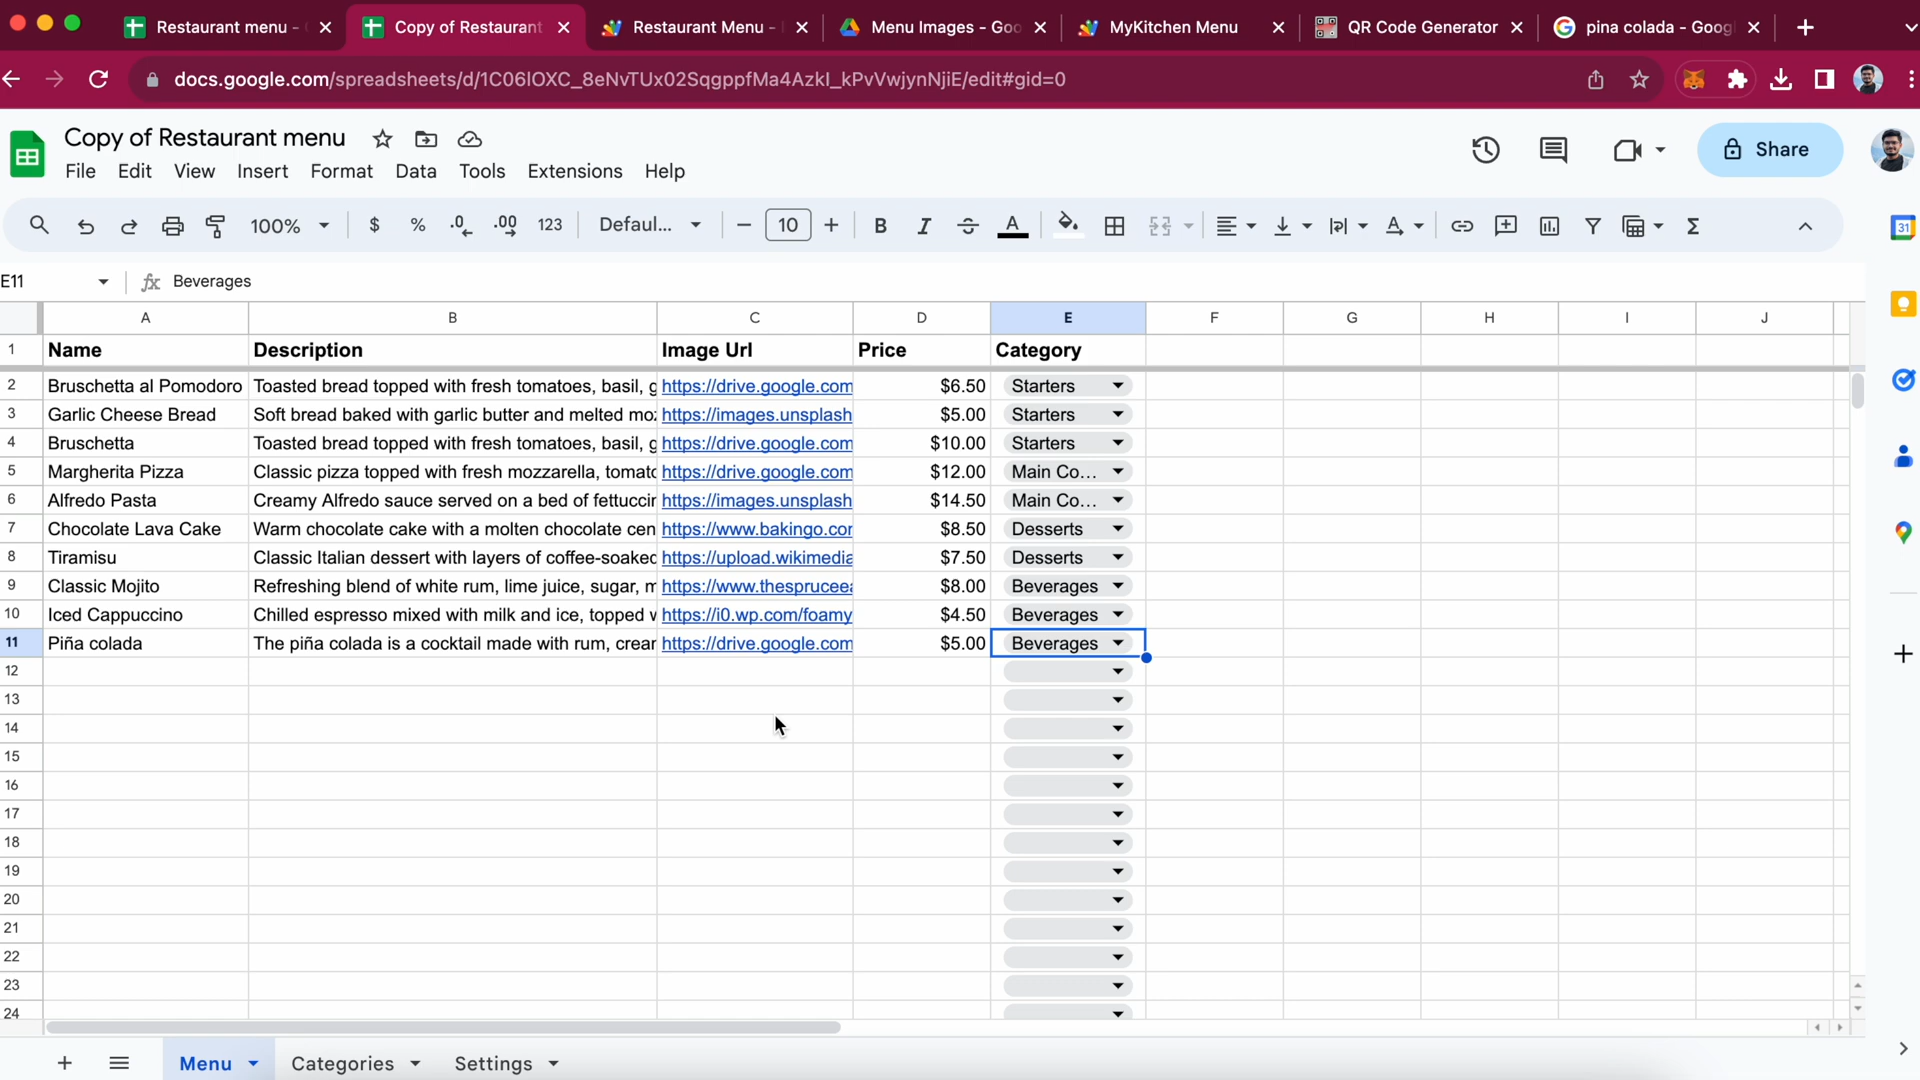 Restaurant menu -
Copy of Restaurant
Restaurant Menu -
Menu Images - Goo
MyKitchen Menu
QR Code Generator
pina colada - Goog
docs.google.com/spreadsheets/d/1C06lOXC_8eNvTUx02SqgppfMa4AzkI_kPvVwjynNjiE/edit#gid=0
Copy of Restaurant menu
File Edit View Insert Format Data Tools Extensions Help
Share
100% $ % .0 .00 123 Defaul... 10 B I A
31
E11 fx Beverages
A B C D E F G H I J
1 Name Description Image Url Price Category
2 Bruschetta al Pomodoro Toasted bread topped with fresh tomatoes, basil, g https://drive.google.com $6.50 Starters
3 Garlic Cheese Bread Soft bread baked with garlic butter and melted moz https://images.unsplash $5.00 Starters
4 Bruschetta Toasted bread topped with fresh tomatoes, basil, g https://drive.google.com $10.00 Starters
5 Margherita Pizza Classic pizza topped with fresh mozzarella, tomato https://drive.google.com $12.00 Main Co...
6 Alfredo Pasta Creamy Alfredo sauce served on a bed of fettuccin https://images.unsplash $14.50 Main Co...
7 Chocolate Lava Cake Warm chocolate cake with a molten chocolate cen https://www.bakingo.com $8.50 Desserts
8 Tiramisu Classic Italian dessert with layers of coffee-soaked https://upload.wikimedia $7.50 Desserts
9 Classic Mojito Refreshing blend of white rum, lime juice, sugar, m https://www.thespruceea $8.00 Beverages
10 Iced Cappuccino Chilled espresso mixed with milk and ice, topped w https://i0.wp.com/foamy $4.50 Beverages
11 Piña colada The piña colada is a cocktail made with rum, crear https://drive.google.com $5.00 Beverages
12
13
14
15
16
17
18
19
20
21
22
23
24
Menu Categories Settings